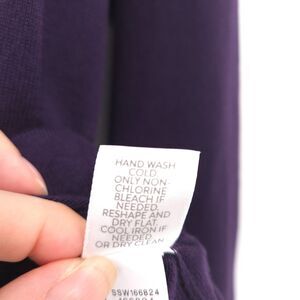 HAND WASH
COLD.
ONLY NON-
CHLORINE
BLEACH IF
NEEDED.
RESHAPE AND
DRY FLAT.
COOL IRON IF
NEEDED
OR DRY CLEAN
SSW166824